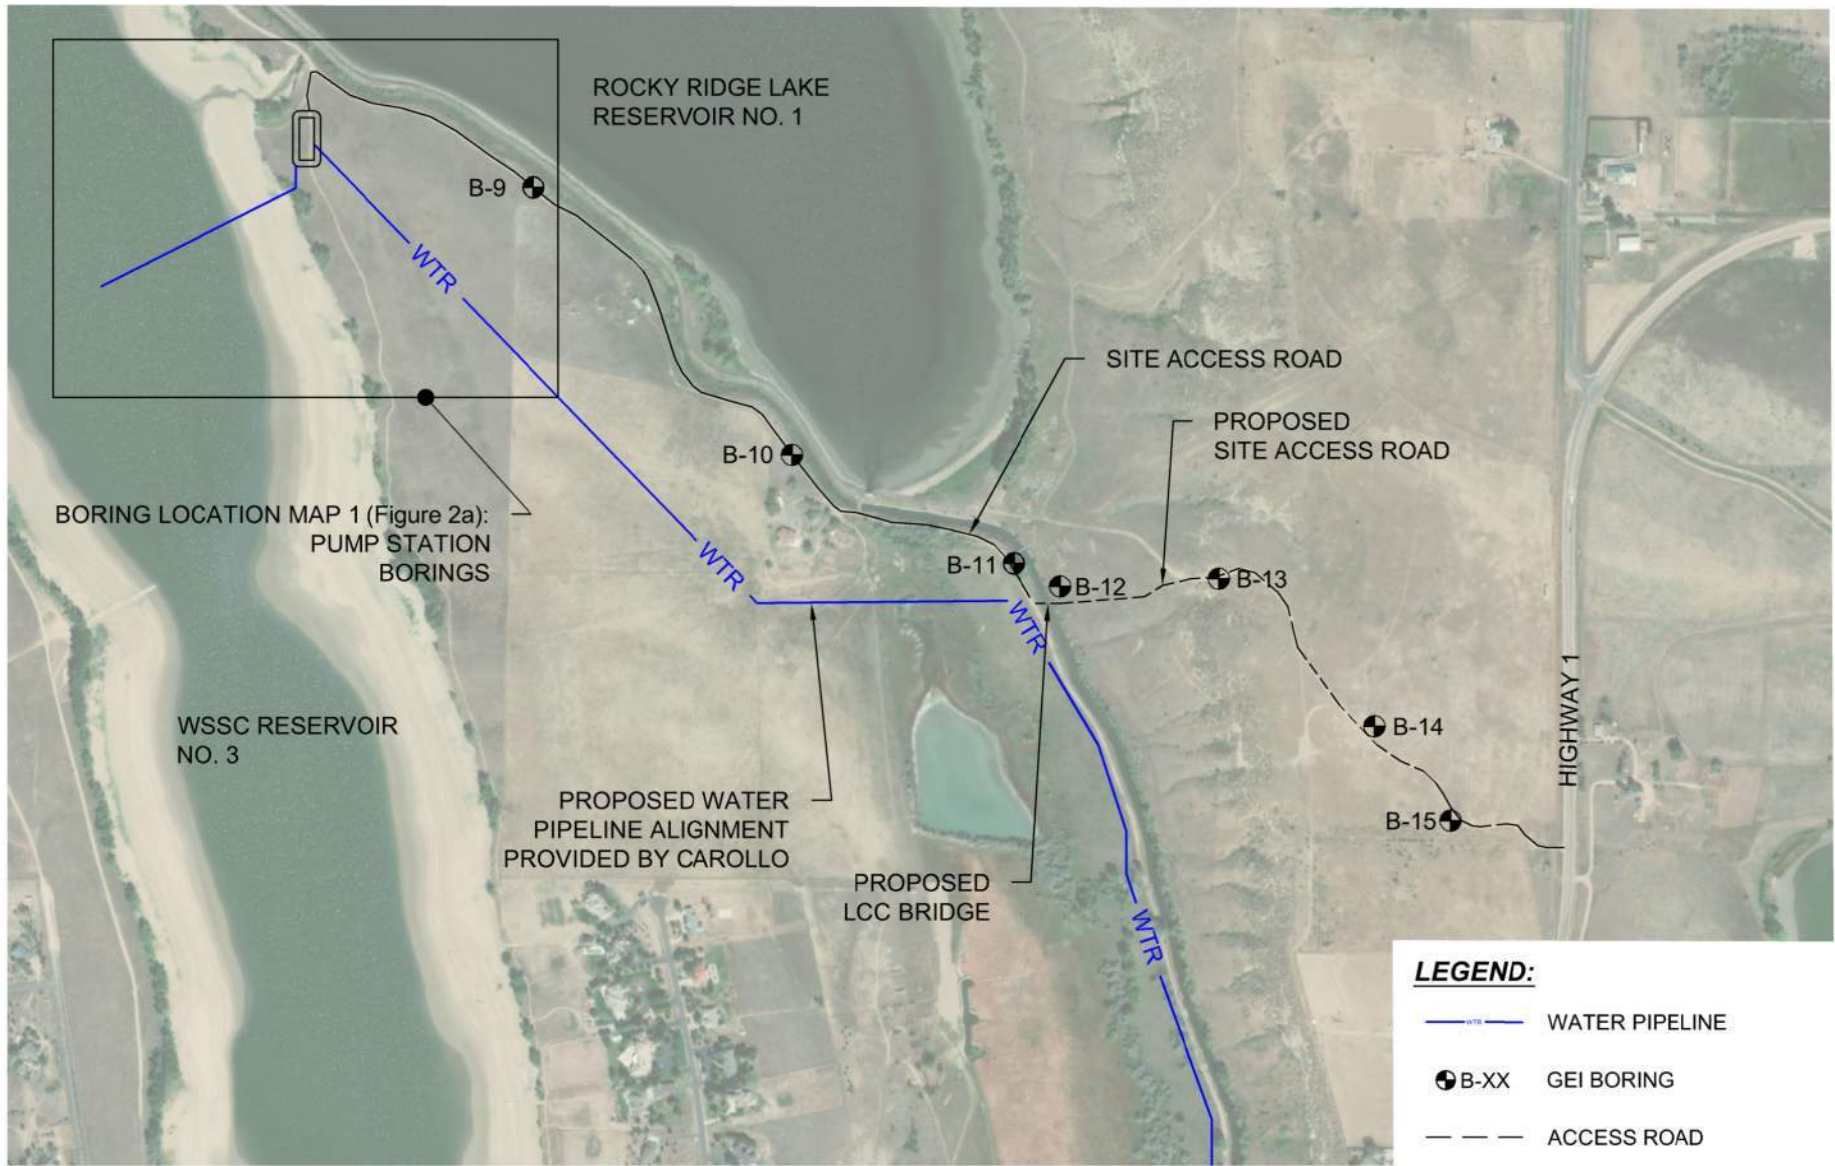 ROCKY RIDGE LAKE
RESERVOIR NO. 1
B-9
WTR
SITE ACCESS ROAD
PROPOSED
SITE ACCESS ROAD
B-10
BORING LOCATION MAP 1 (Figure 2a):
PUMP STATION
BORINGS
WTR
B-11
B-12
B-13
WTR
HIGHWAY 1
WSSC RESERVOIR
NO. 3
B-14
PROPOSED WATER
PIPELINE ALIGNMENT
PROVIDED BY CAROLLO
B-15
PROPOSED
LCC BRIDGE
WTR
LEGEND:
WTR
WATER PIPELINE
B-XX
GEI BORING
ACCESS ROAD